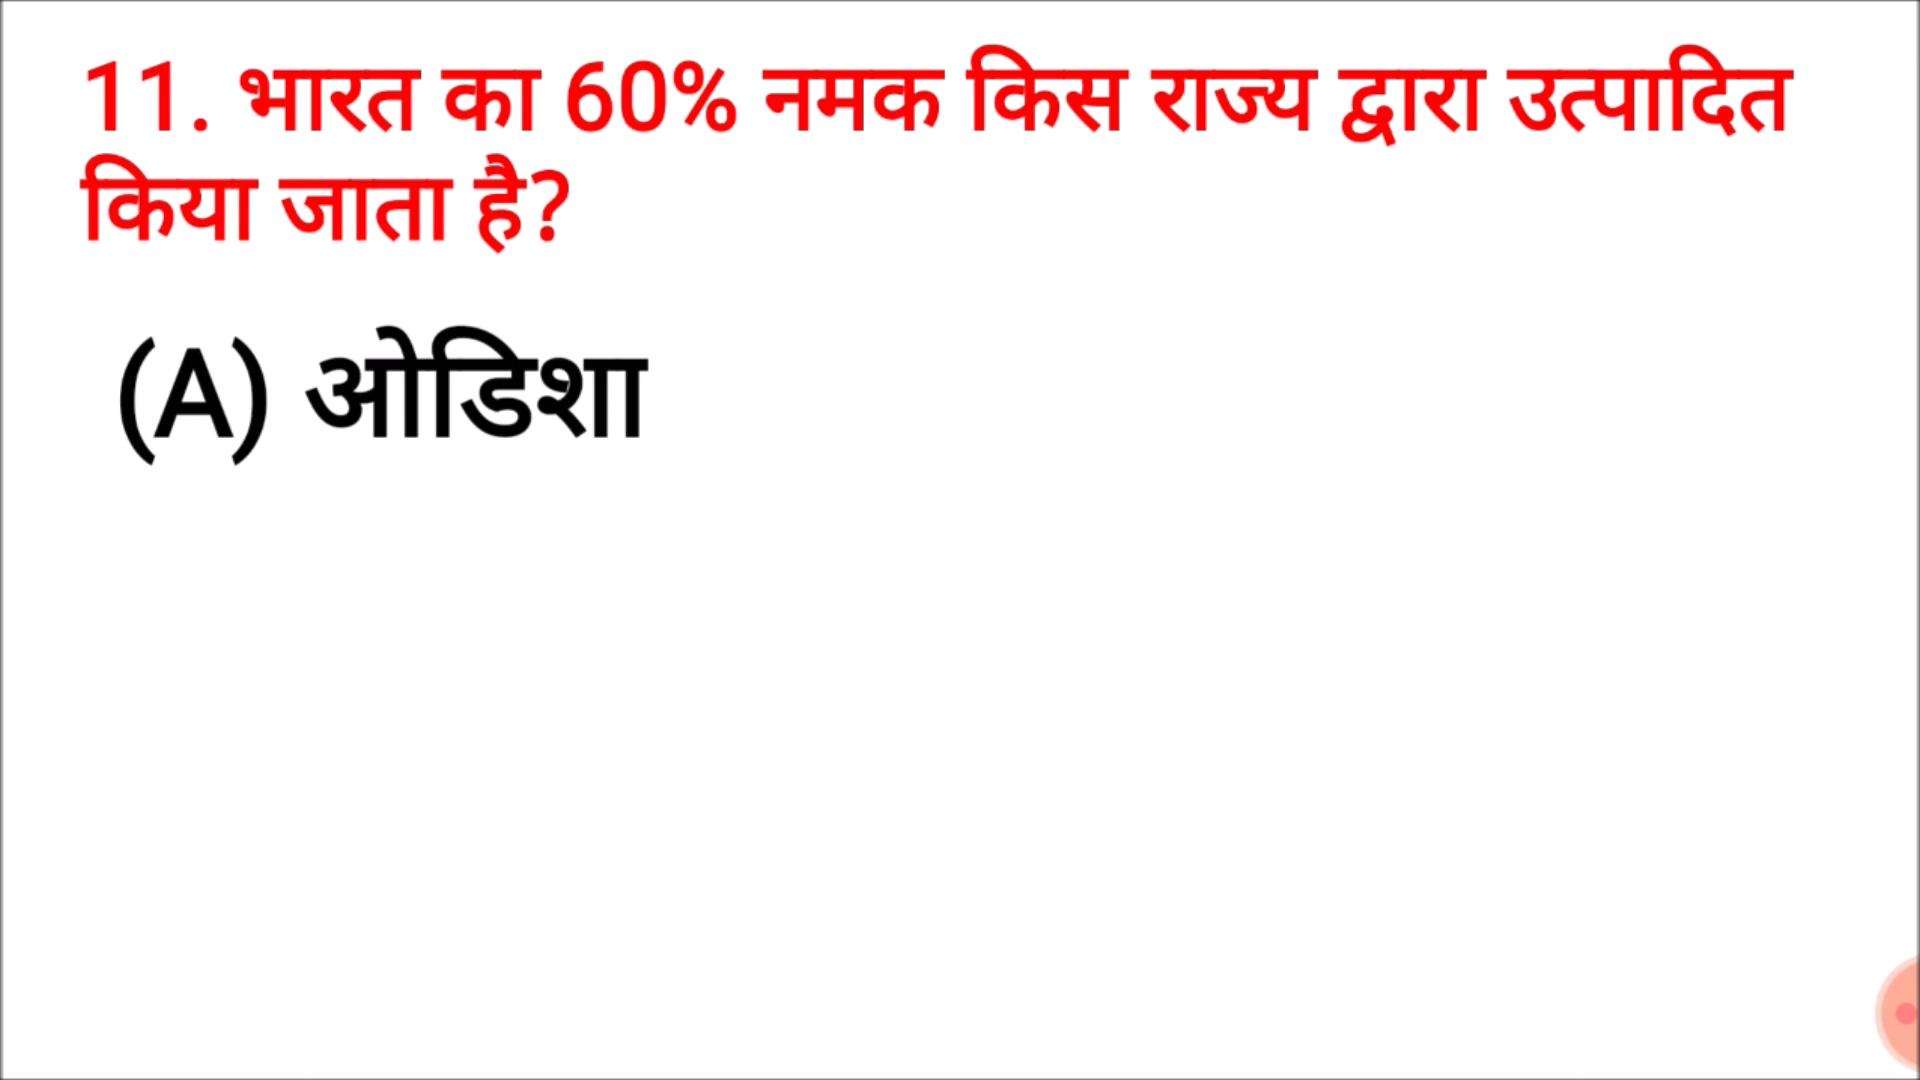 11. भारत का 60% नमक किस राज्य द्वारा उत्पादित
किया जाता है?
(A) ओडिशा